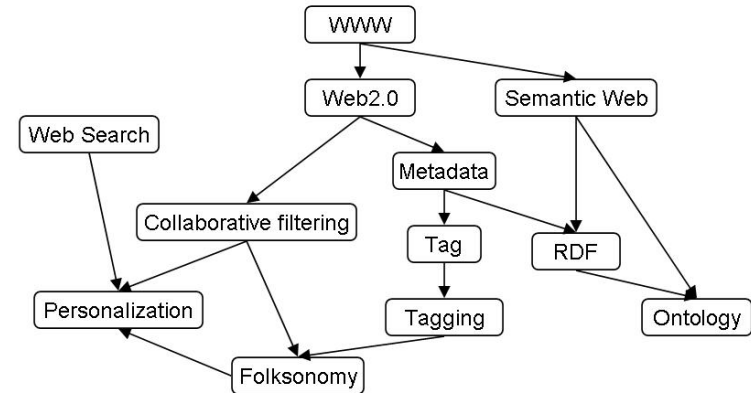 WWW
Web2.0
Semantic Web
Web Search
Metadata
Collaborative filtering
Tag
RDF
Personalization
Tagging
Ontology
Folksonomy